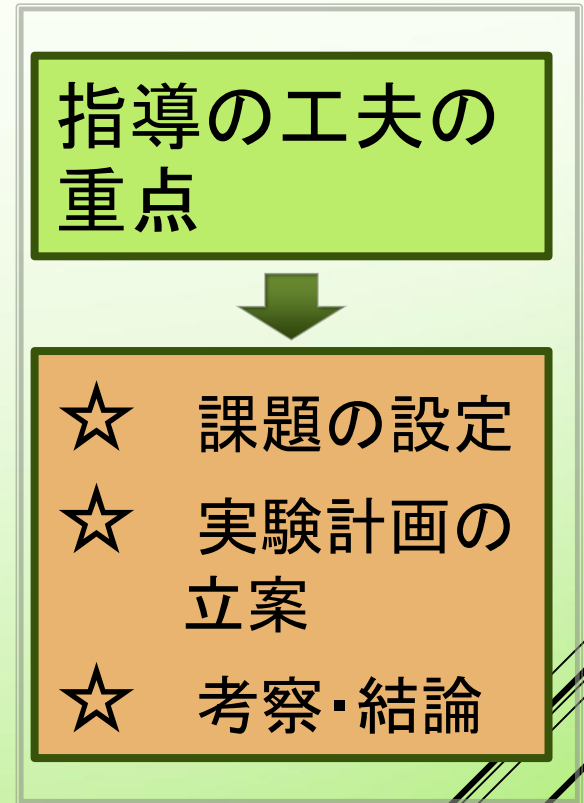 指導の工夫の
重点
☆　課題の設定
☆　実験計画の
立案
☆　考察･結論